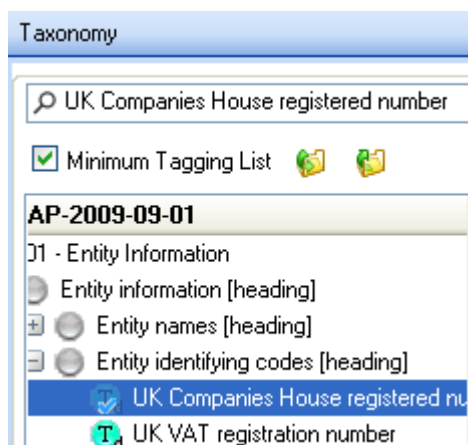 Taxonomy
UK Companies House registered number
Minimum Tagging List
AP-2009-09-01
01 - Entity Information
Entity information [heading]
Entity names [heading]
Entity identifying codes [heading]
UK Companies House registered nu
UK VAT registration number